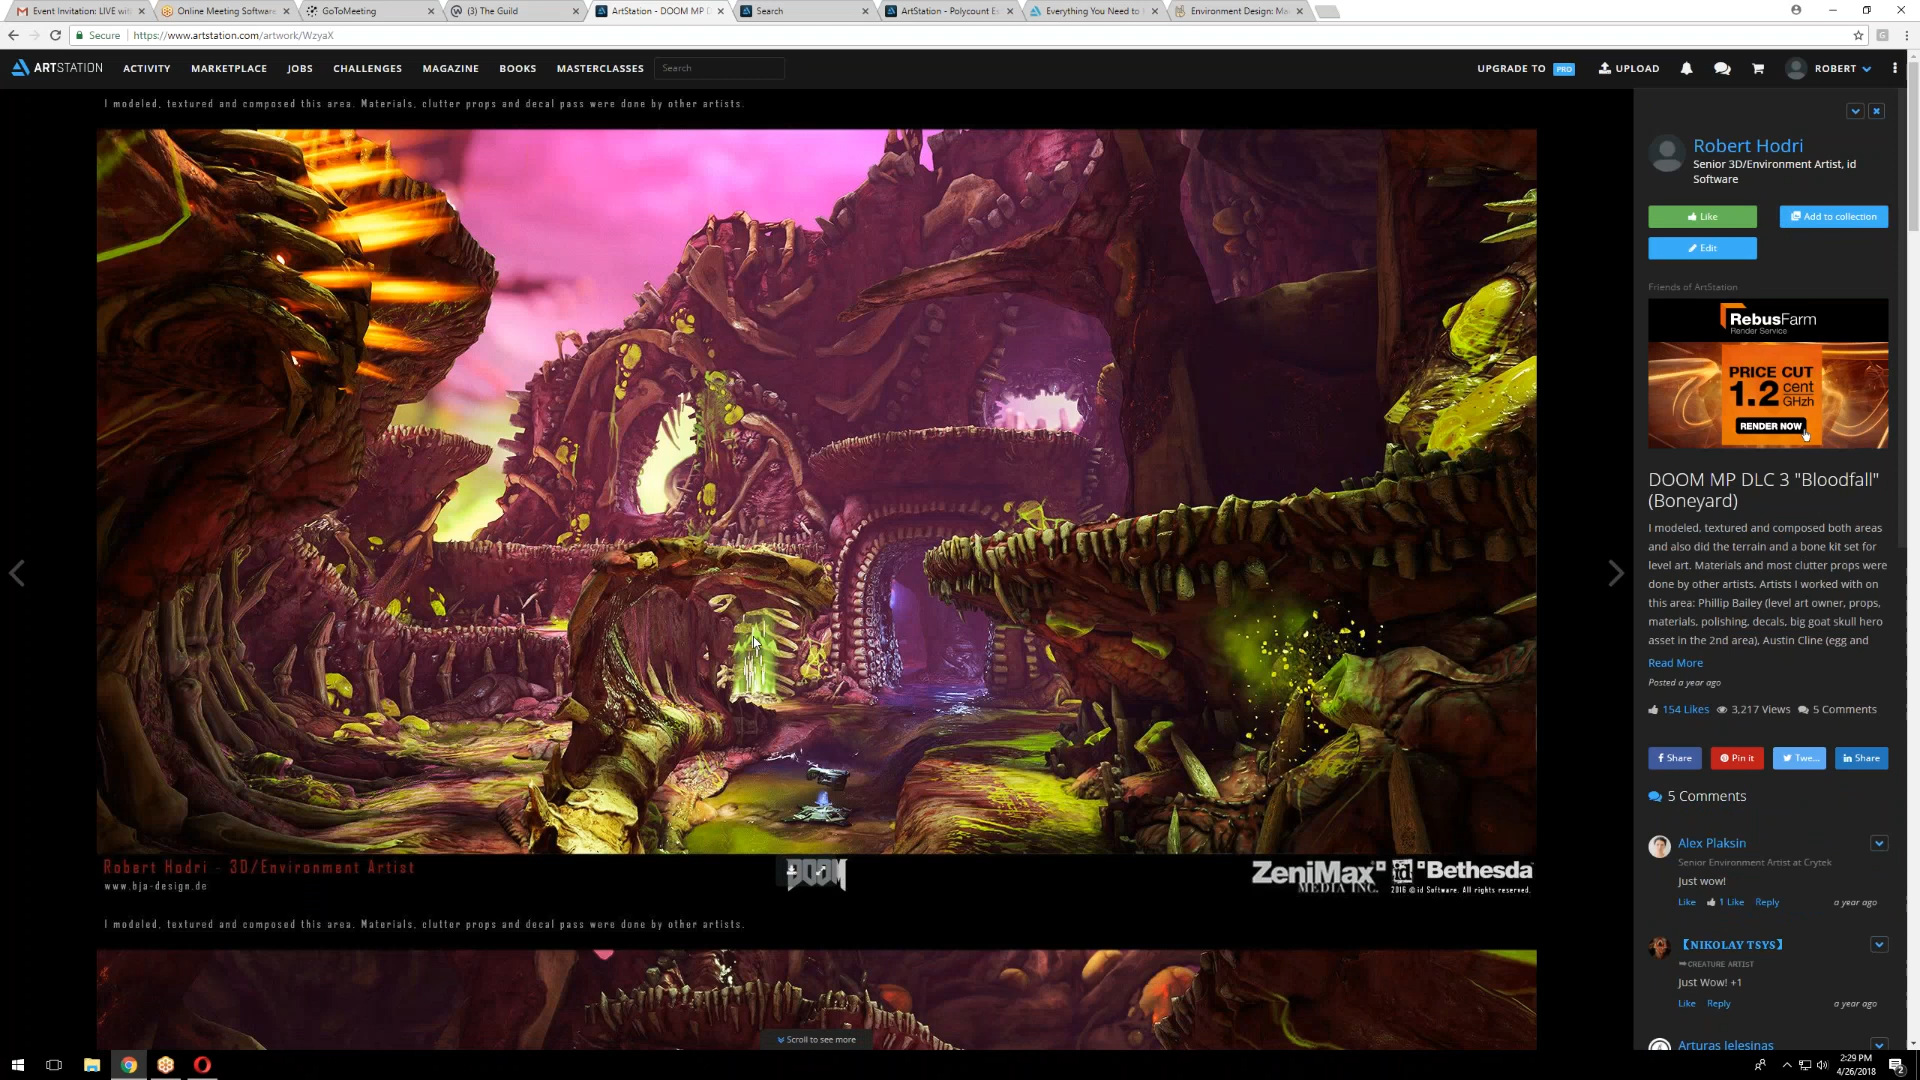 Event Invitation: LIVE wit
Online Meeting Software
GoToMeeting
(3) The Guild
ArtStation - DOOM MP D
Search
ArtStation - Polycount E
Everything You Need to
Environment Design: Ma
Secure
https://www.artstation.com/artwork/WzyaX
ARTSTATION
ACTIVITY
MARKETPLACE
JOBS
CHALLENGES
MAGAZINE
BOOKS
MASTERCLASSES
Search
UPGRADE TO PRO
UPLOAD
ROBERT
I modeled, textured and composed this area. Materials, clutter props and decal pass were done by other artists.
Robert Hodri - 3D/Environment Artist
www.bja-design.de
DOOM
ZeniMax
MEDIA INC.
id
Bethesda
2016 © id Software. All rights reserved.
I modeled, textured and composed this area. Materials, clutter props and decal pass were done by other artists.
Scroll to see more
Robert Hodri
Senior 3D/Environment Artist, id
Software
Like
Add to collection
Edit
Friends of ArtStation
RebusFarm
Render Service
PRICE CUT
1.2 cent
GHzh
RENDER NOW
DOOM MP DLC 3 "Bloodfall"
(Boneyard)
I modeled, textured and composed both areas
and also did the terrain and a bone kit set for
level art. Materials and most clutter props were
done by other artists. Artists I worked with on
this area: Phillip Bailey (level art owner, props,
materials, polishing, decals, big goat skull hero
asset in the 2nd area), Austin Cline (egg and
Read More
Posted a year ago
154 Likes
3,217 Views
5 Comments
Share
Pin it
Twe...
Share
5 Comments
Alex Plaksin
Senior Environment Artist at Crytek
Just wow!
Like
1 Like
Reply
a year ago
【NIKOLAY TSYS】
CREATURE ARTIST
Just Wow! +1
Like
Reply
a year ago
Arturas Ielesinas
2:29 PM
4/26/2018
2